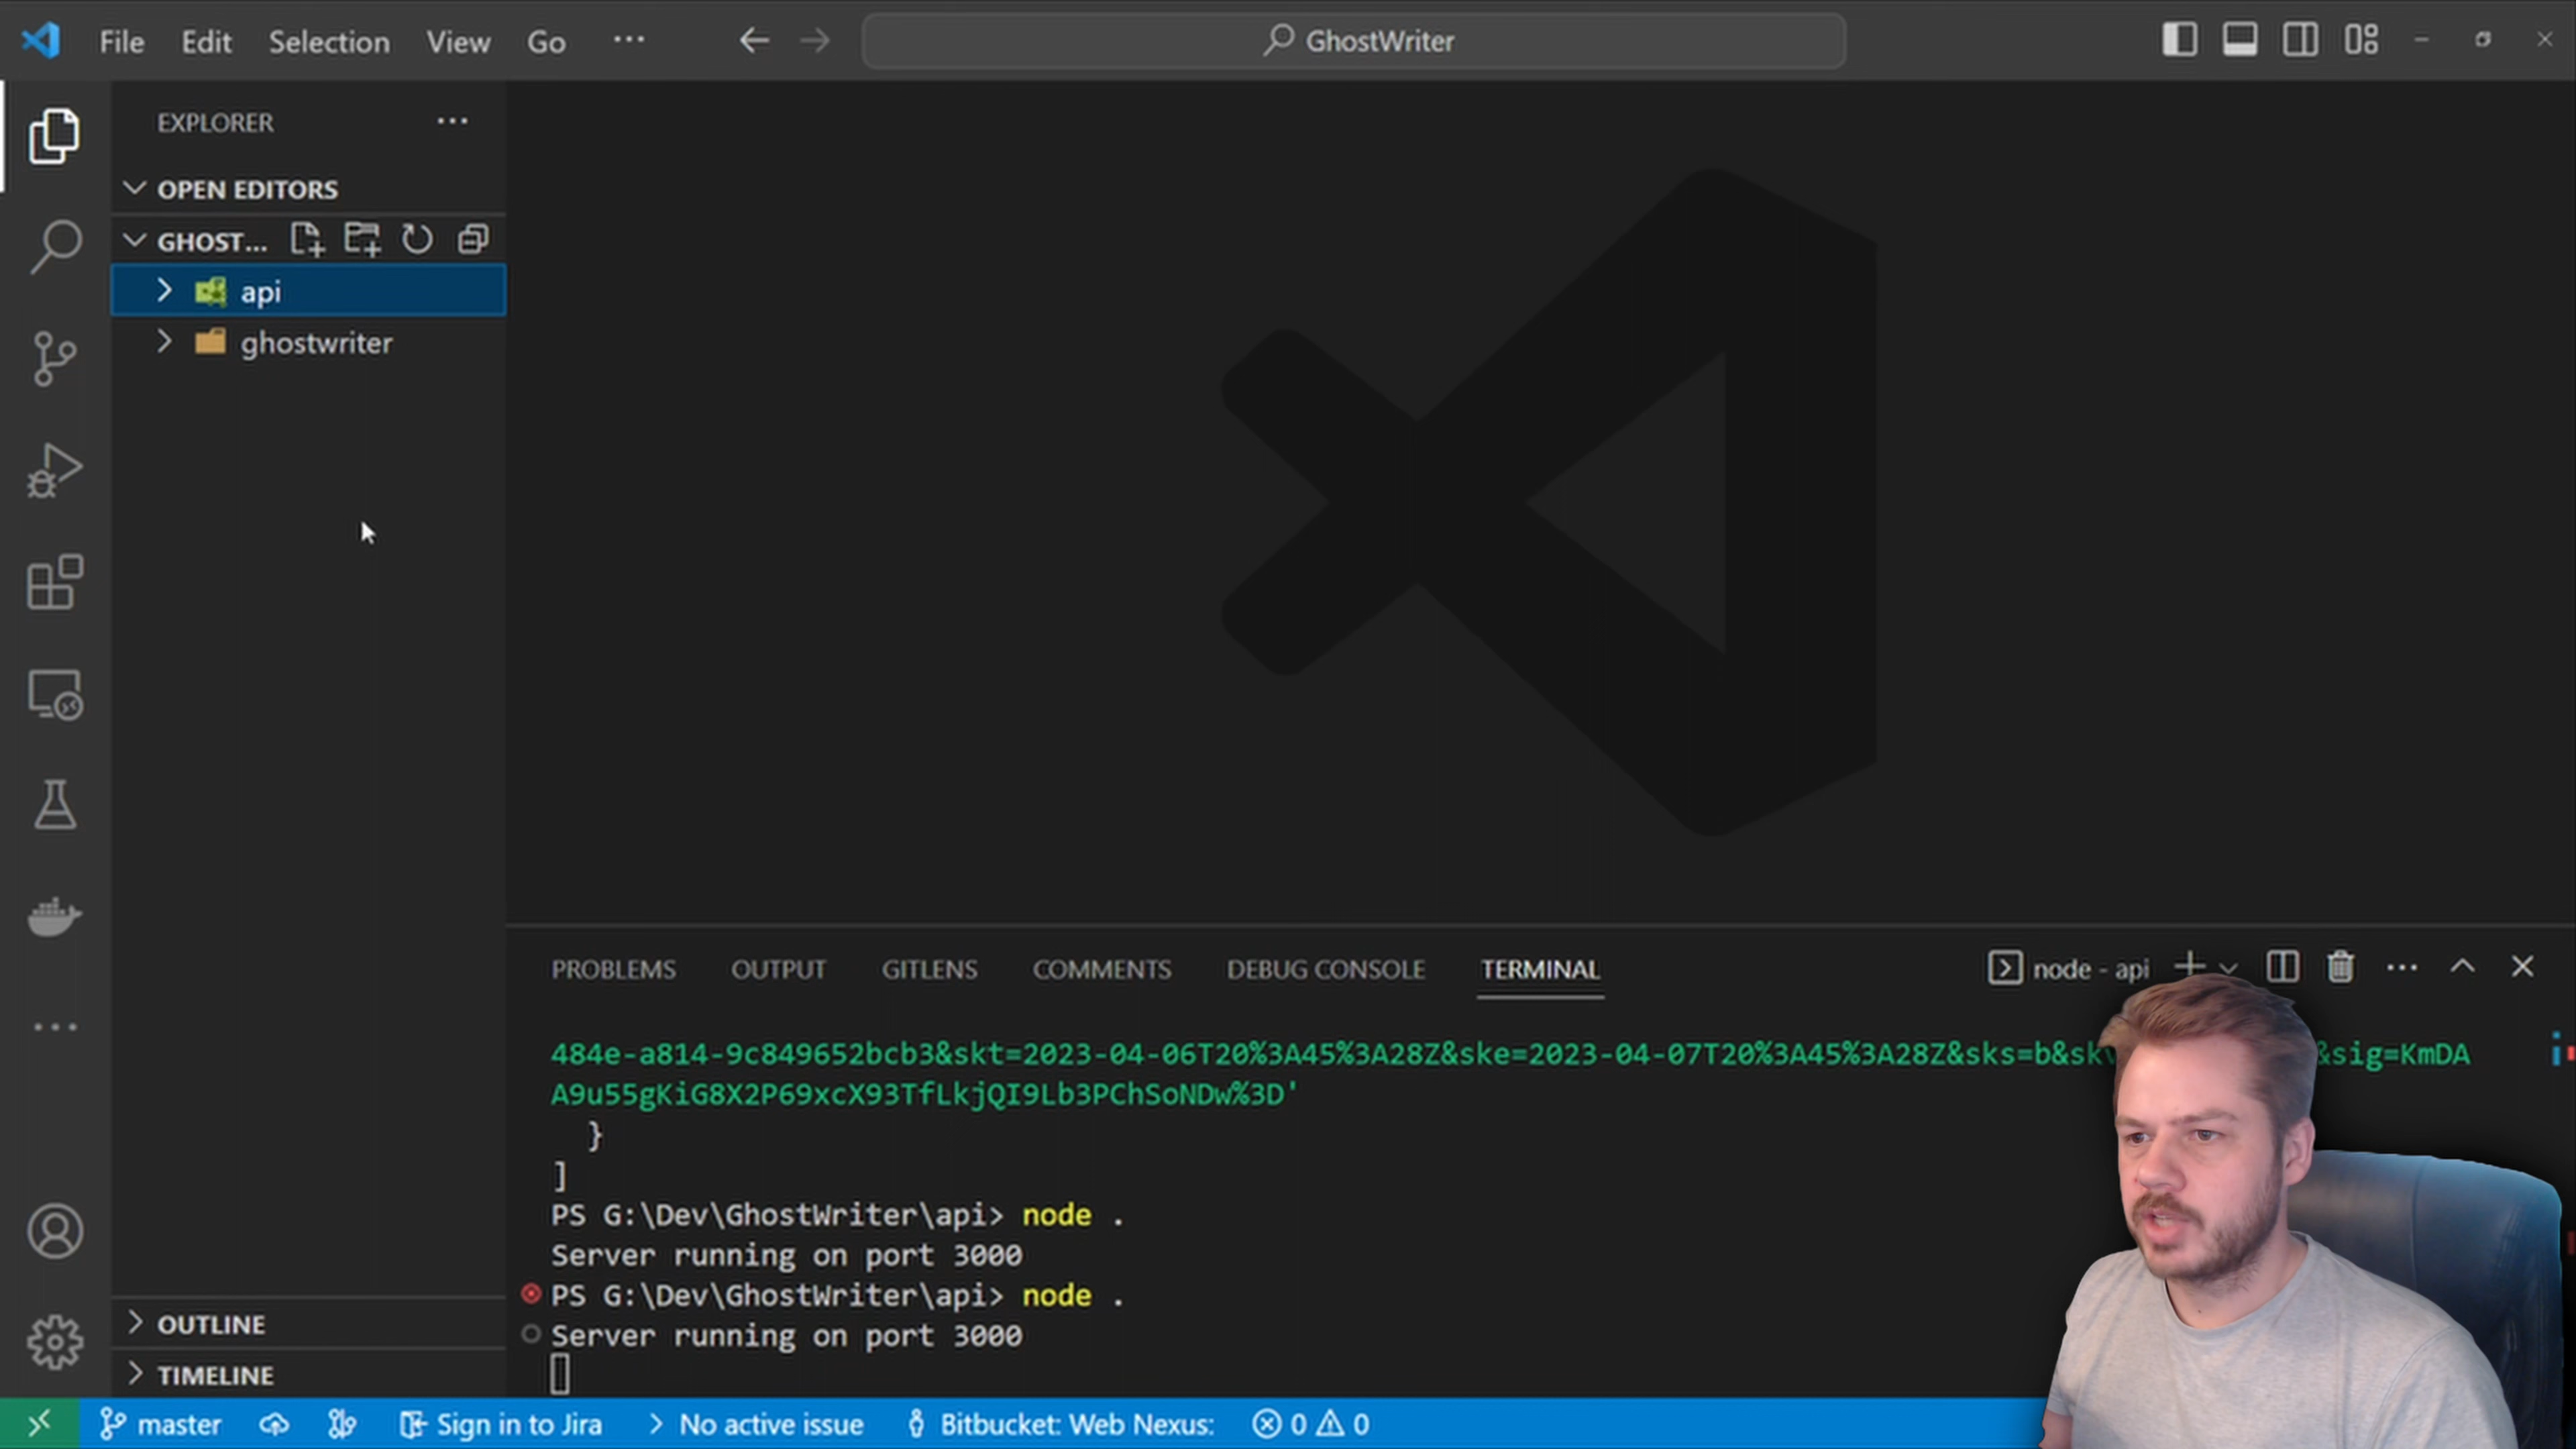 File Edit Selection View Go ···
GhostWriter
EXPLORER ···
OPEN EDITORS
GHOST...
api
ghostwriter
OUTLINE
TIMELINE
PROBLEMS OUTPUT GITLENS COMMENTS DEBUG CONSOLE TERMINAL
node - api
484e-a814-9c849652bcb3&skt=2023-04-06T20%3A45%3A28Z&ske=2023-04-07T20%3A45%3A28Z&sks=b&sk &sig=KmDA
A9u55gKiG8X2P69xcX93TfLkjQI9Lb3PChSoNDw%3D'
}
]
PS G:\Dev\GhostWriter\api> node .
Server running on port 3000
PS G:\Dev\GhostWriter\api> node .
Server running on port 3000
master Sign in to Jira No active issue Bitbucket: Web Nexus: 0 0